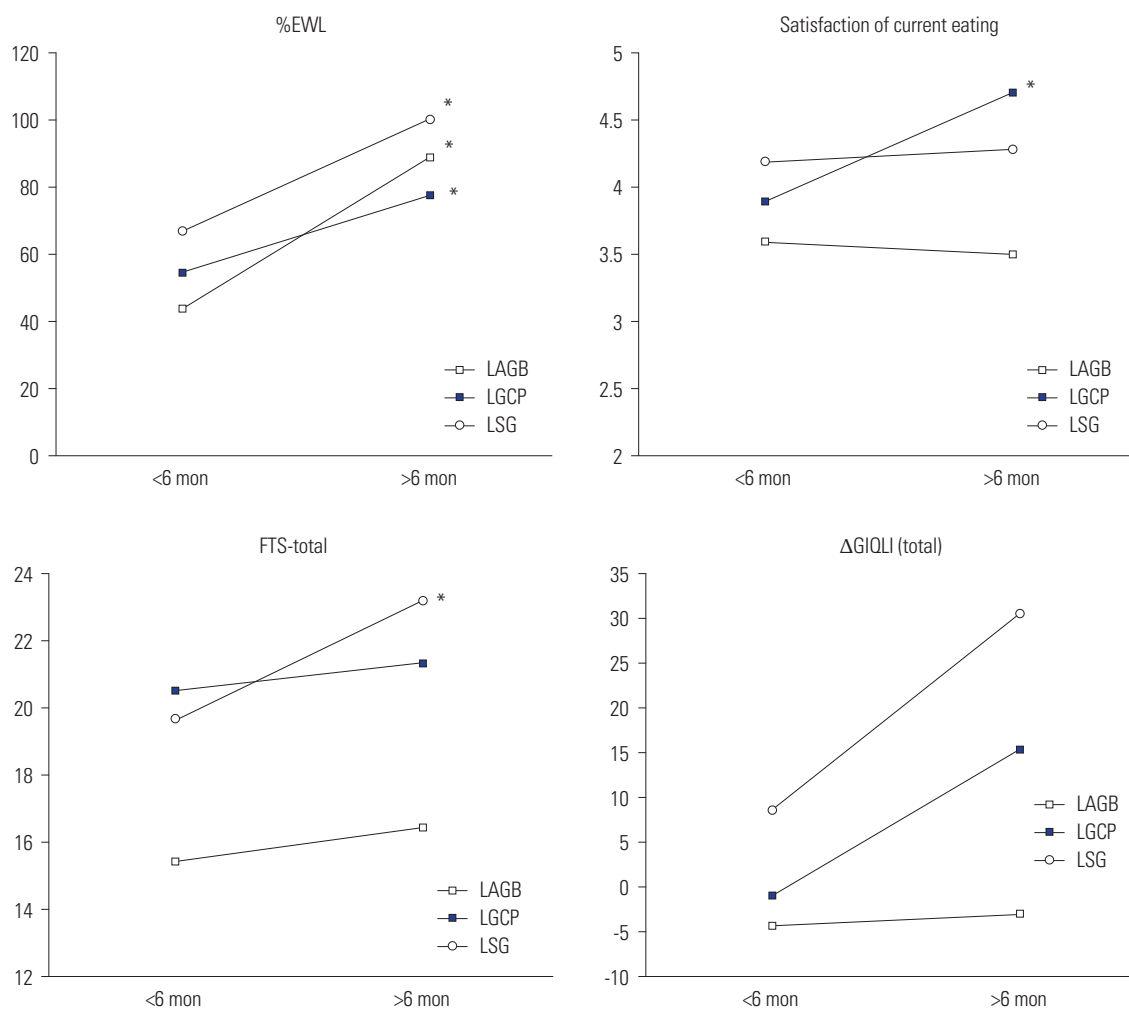 %EWL
120
100
80
60
40
20
0
*
*
*
LAGB
LGCP
LSG
<6 mon
>6 mon
Satisfaction of current eating
5
4.5
4
3.5
3
2.5
2
*
LAGB
LGCP
LSG
<6 mon
>6 mon
FTS-total
24
22
20
18
16
14
12
*
LAGB
LGCP
LSG
<6 mon
>6 mon
ΔGIQLI (total)
35
30
25
20
15
10
5
0
-5
-10
LAGB
LGCP
LSG
<6 mon
>6 mon